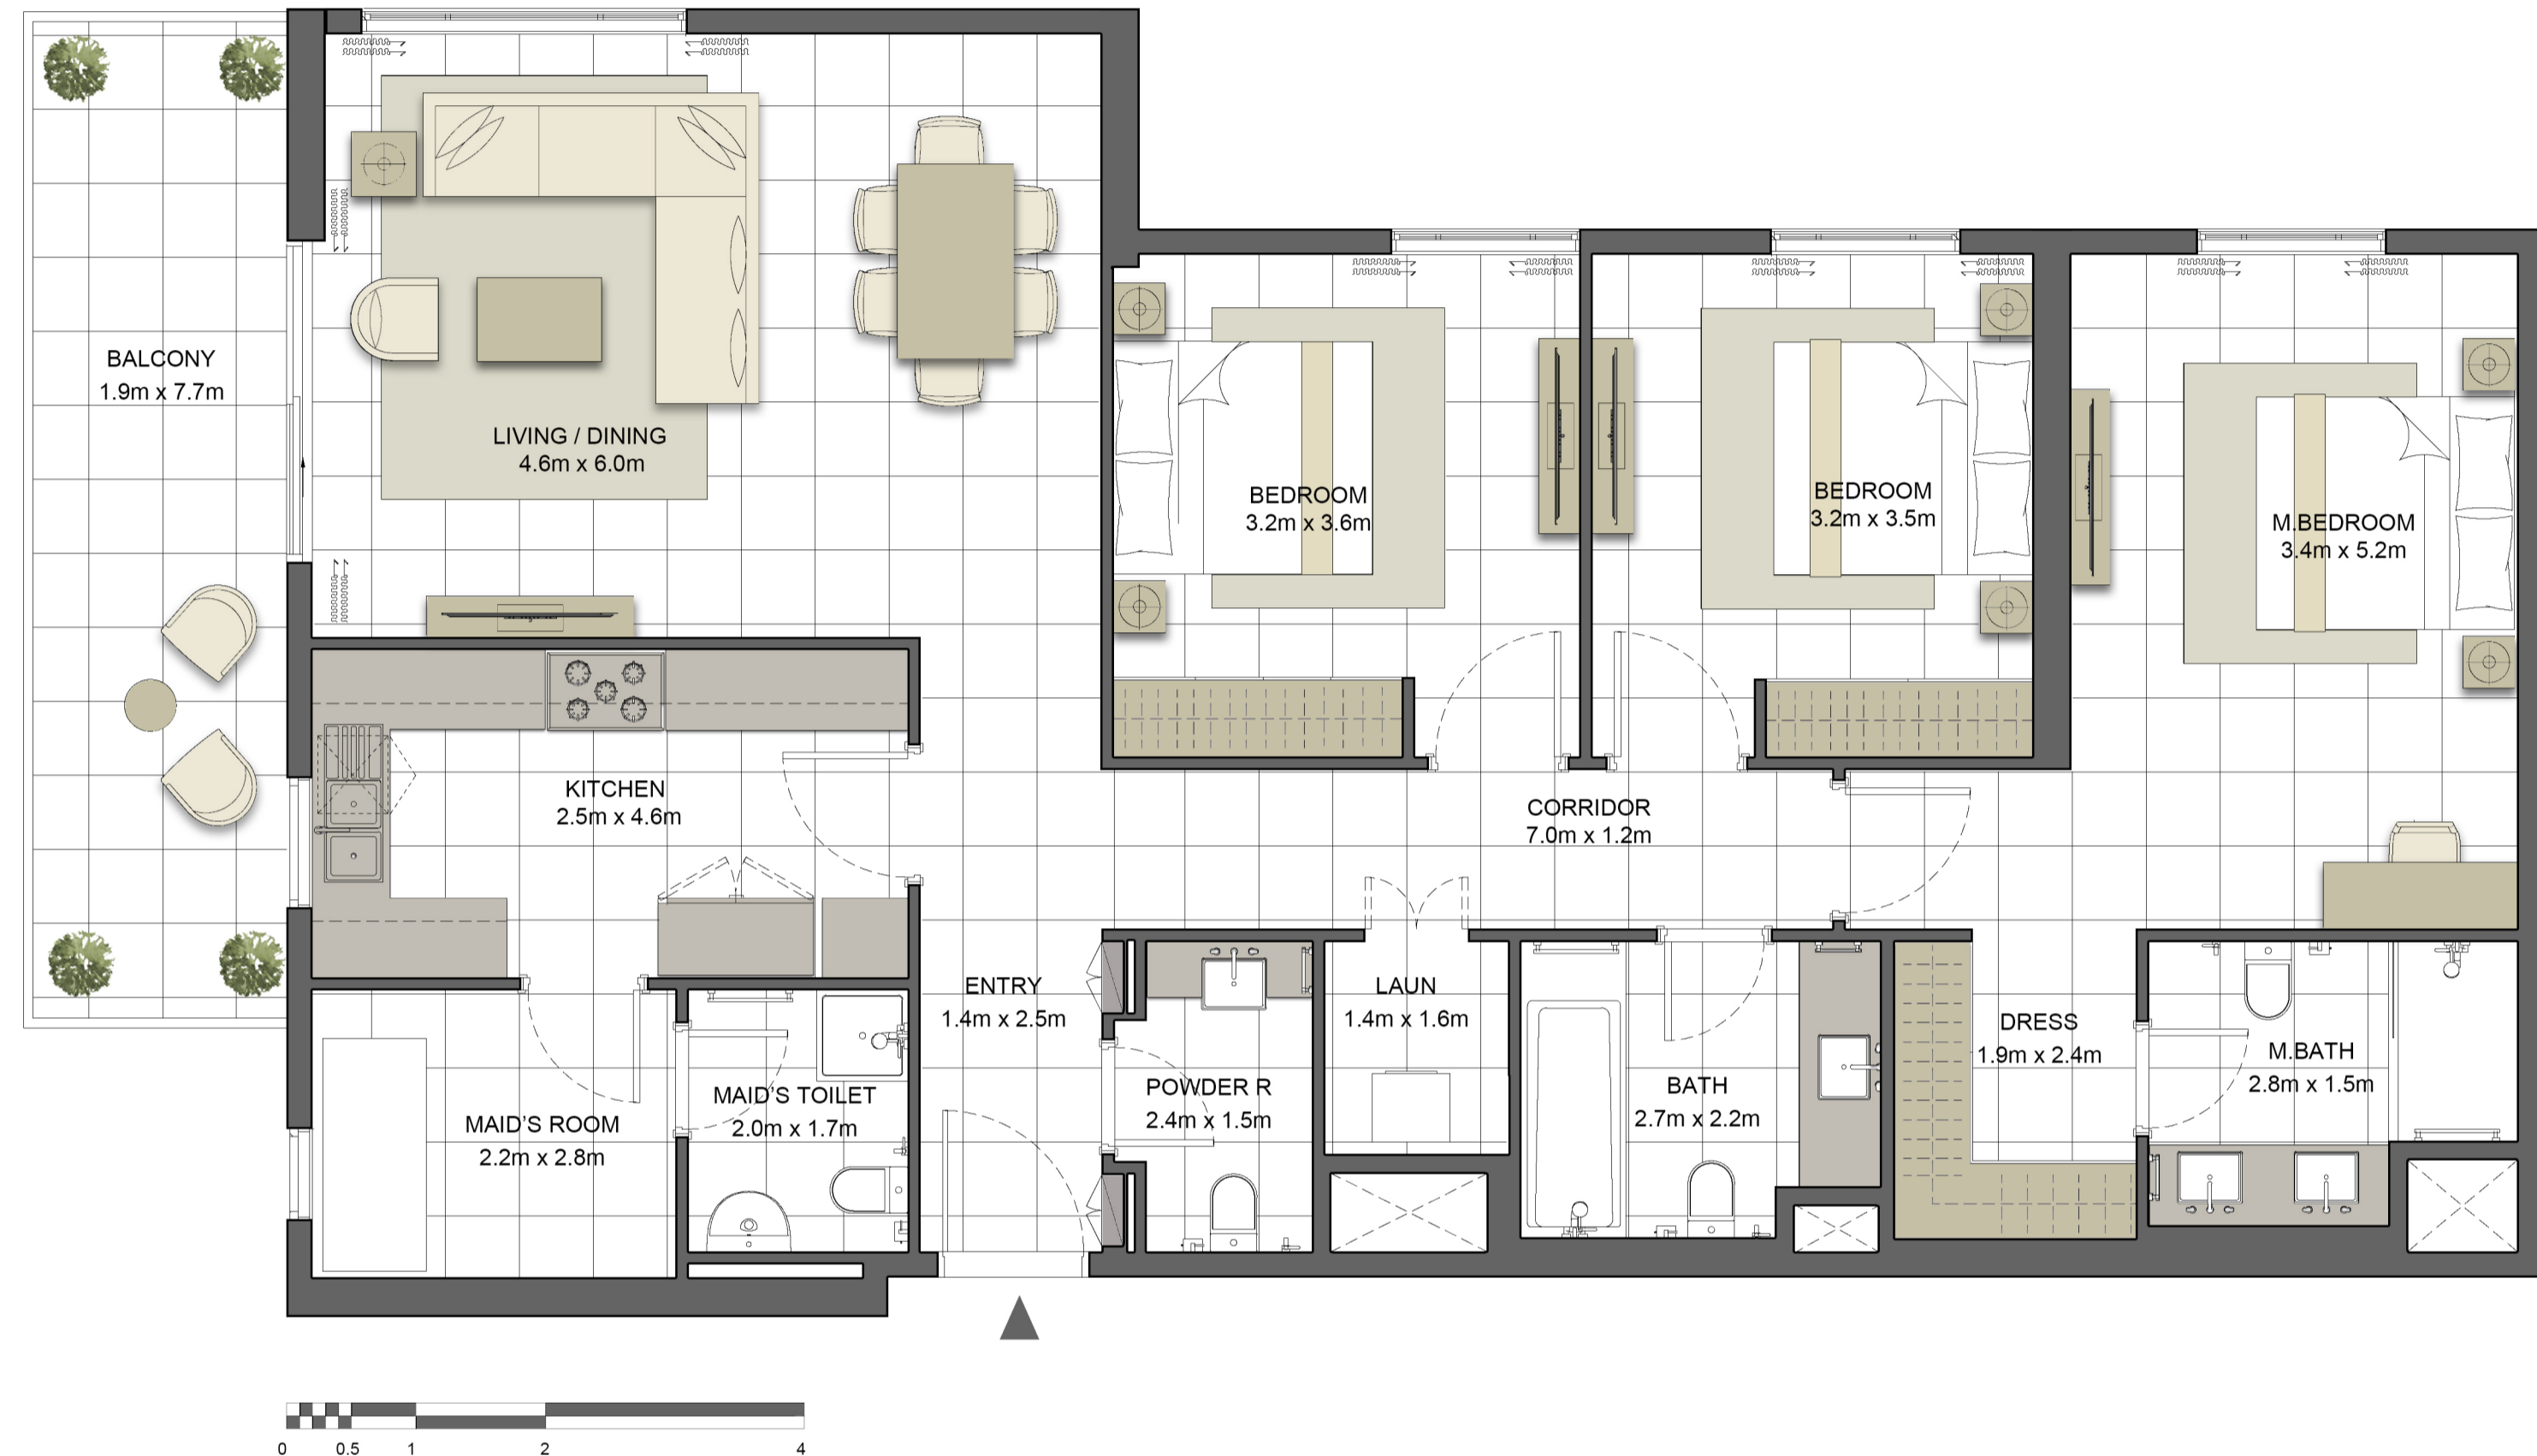 BALCONY
1.9m x 7.7m
LIVING / DINING
4.6m x 6.0m
BEDROOM
3.2m x 3.6m
BEDROOM
3.2m x 3.5m
M.BEDROOM
3.4m x 5.2m
KITCHEN
2.5m x 4.6m
CORRIDOR
7.0m x 1.2m
ENTRY
1.4m x 2.5m
LAUN
1.4m x 1.6m
DRESS
1.9m x 2.4m
M.BATH
2.8m x 1.5m
POWDER R
2.4m x 1.5m
BATH
2.7m x 2.2m
MAID'S TOILET
2.0m x 1.7m
MAID'S ROOM
2.2m x 2.8m
0 0.5 1 2 4